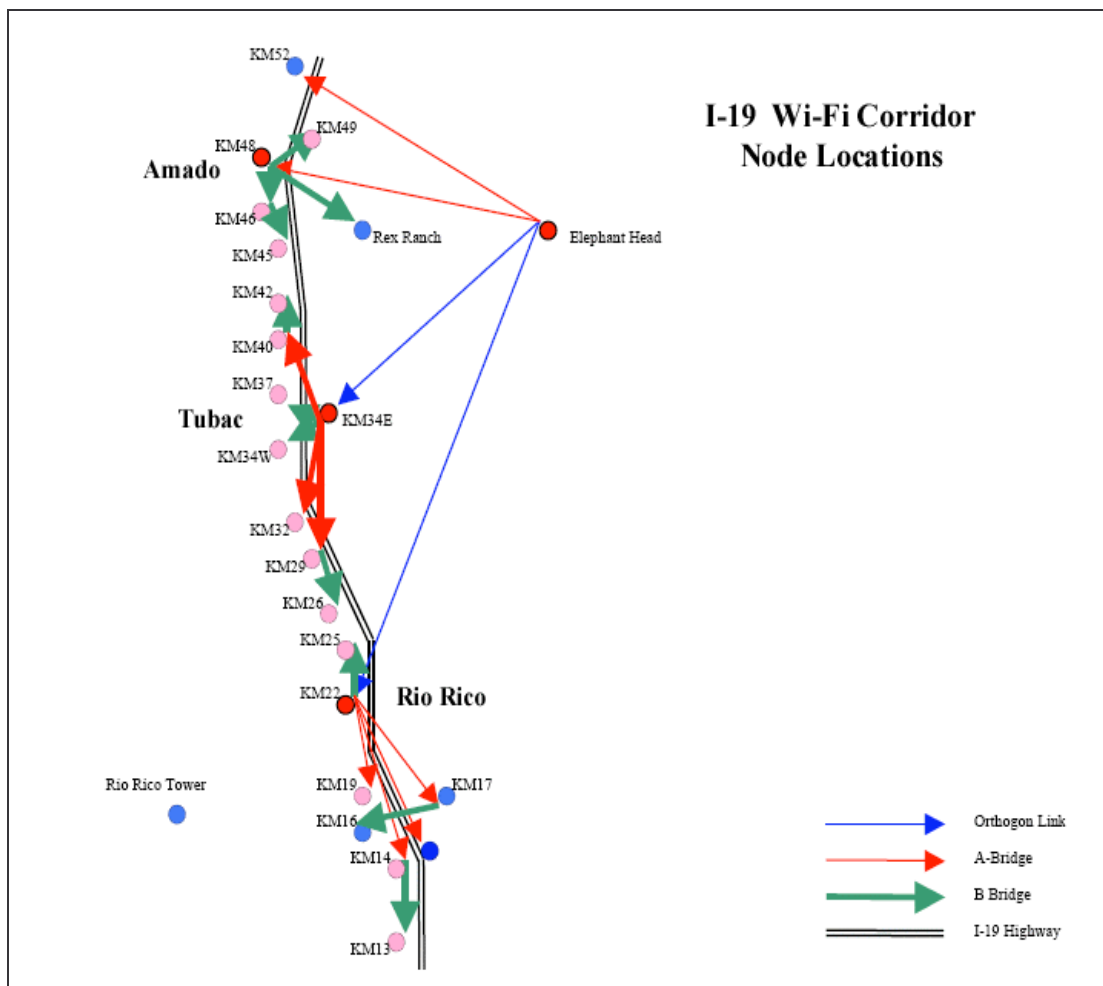 KM52
I-19 Wi-Fi Corridor
Node Locations
KM49
KM48
Amado
KM46
Rex Ranch
Elephant Head
KM45
KM42
KM40
KM37
Tubac
KM34E
KM34W
KM32
KM29
KM26
KM25
KM22
Rio Rico
Rio Rico Tower
KM19
KM17
KM16
Orthogon Link
KM14
A-Bridge
B Bridge
I-19 Highway
KM13